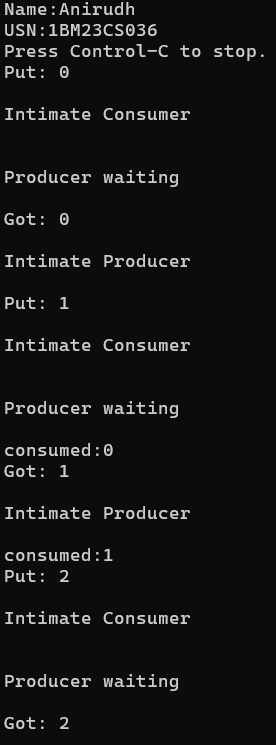 Name:Anirudh
USN:1BM23CS036
Press Control-C to stop.
Put: 0
Intimate Consumer
Producer waiting
Got: 0
Intimate Producer
Put: 1
Intimate Consumer
Producer waiting
consumed:0
Got: 1
Intimate Producer
consumed:1
Put: 2
Intimate Consumer
Producer waiting
Got: 2